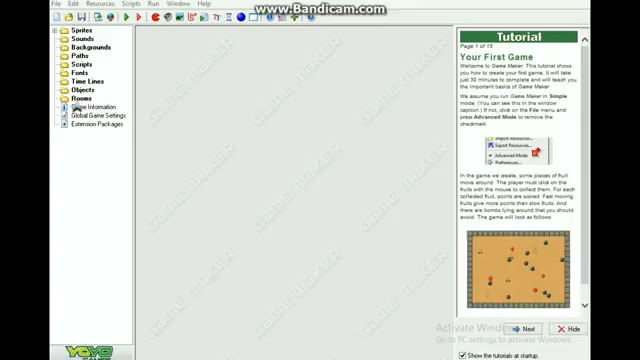 www.Bandicam.com
File Edit Resources Scripts Run Window Help
Sprites
Sounds
Backgrounds
Paths
Scripts
Fonts
Time Lines
Objects
Rooms
Game Information
Global Game Settings
Extension Packages
YOYO
GAMES
GAME MAKER
Tutorial
Page 1 of 15
Your First Game
Welcome to Game Maker. This tutorial shows
you how to create your first game. It will take
just 30 minutes to complete and will teach
you the important basics of Game Maker.
We assume you run Game Maker in Simple
mode. (You can see this in the window
caption.) If not, click on the File menu and
press Advanced Mode to remove the
checkmark:
Import Resources...
Export Resources...
Advanced Mode
Preferences...
In the game we create, some pieces of fruit
move around. The player must click on the
fruits with the mouse to collect them. For each
collected fruit, points are scored. Fast moving
fruits give more points than slow fruits. And
there are bombs lying around that you should
avoid. The game will look as follows:
Activate Windows
Go to PC settings to activate Windows.
Next
Hide
Show the tutorials at startup.